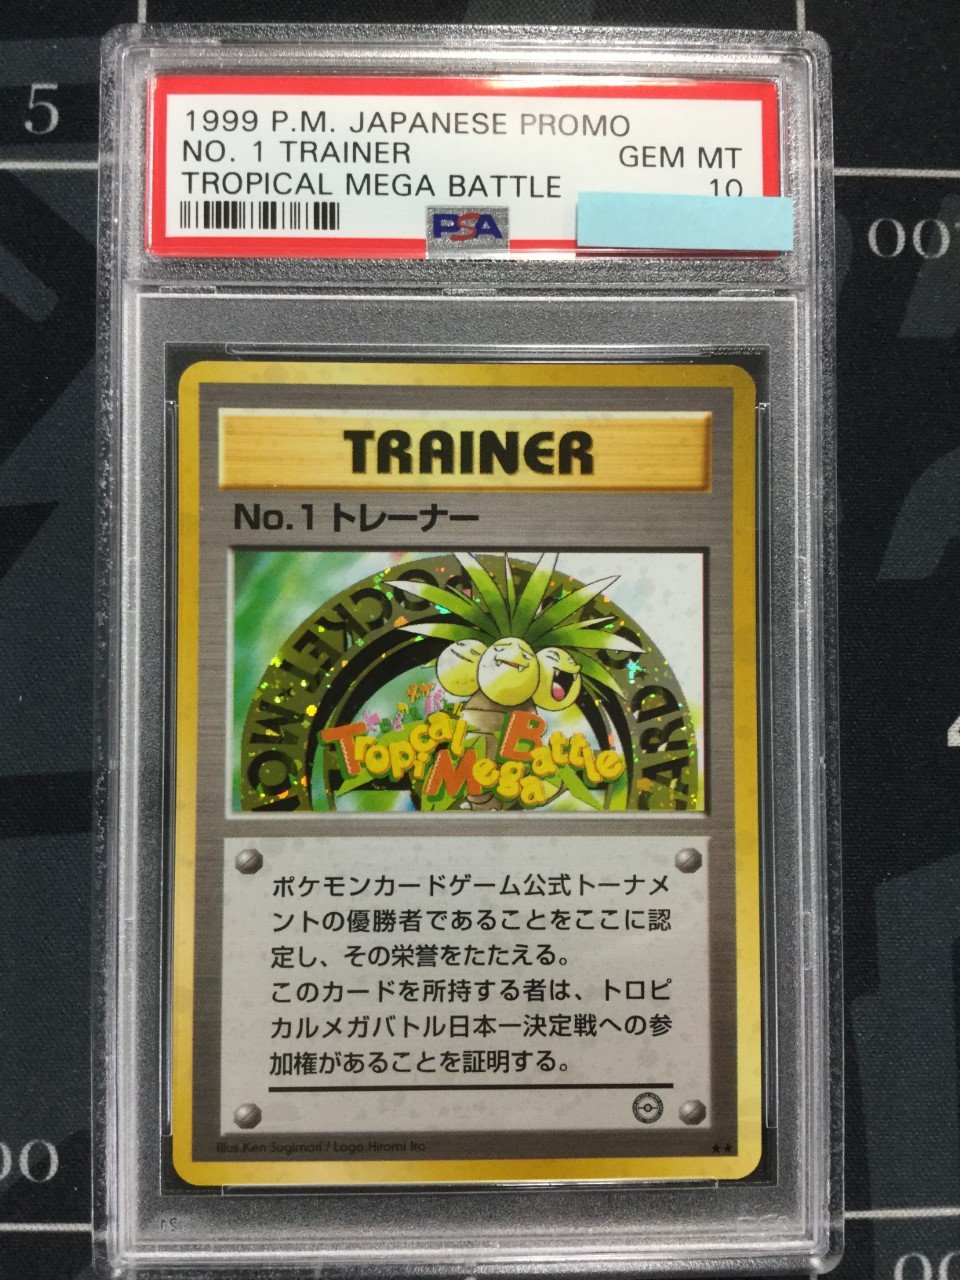 1999 P.M. JAPANESE PROMO
NO. 1 TRAINER GEM MT
TROPICAL MEGA BATTLE 10
PSA
TRAINER
No.1 トレーナー
POCKET MON
CARD
Tropical Mega Battle
ポケモンカードゲーム公式トーナメ
ントの優勝者であることをここに認
定し、その栄誉をたたえる。
このカードを所持する者は、トロピ
カルメガバトル日本一決定戦への参
加権があることを証明する。
Illus.Ken Sugimori / Logo.Hiromi Ito
★★
5
00
00